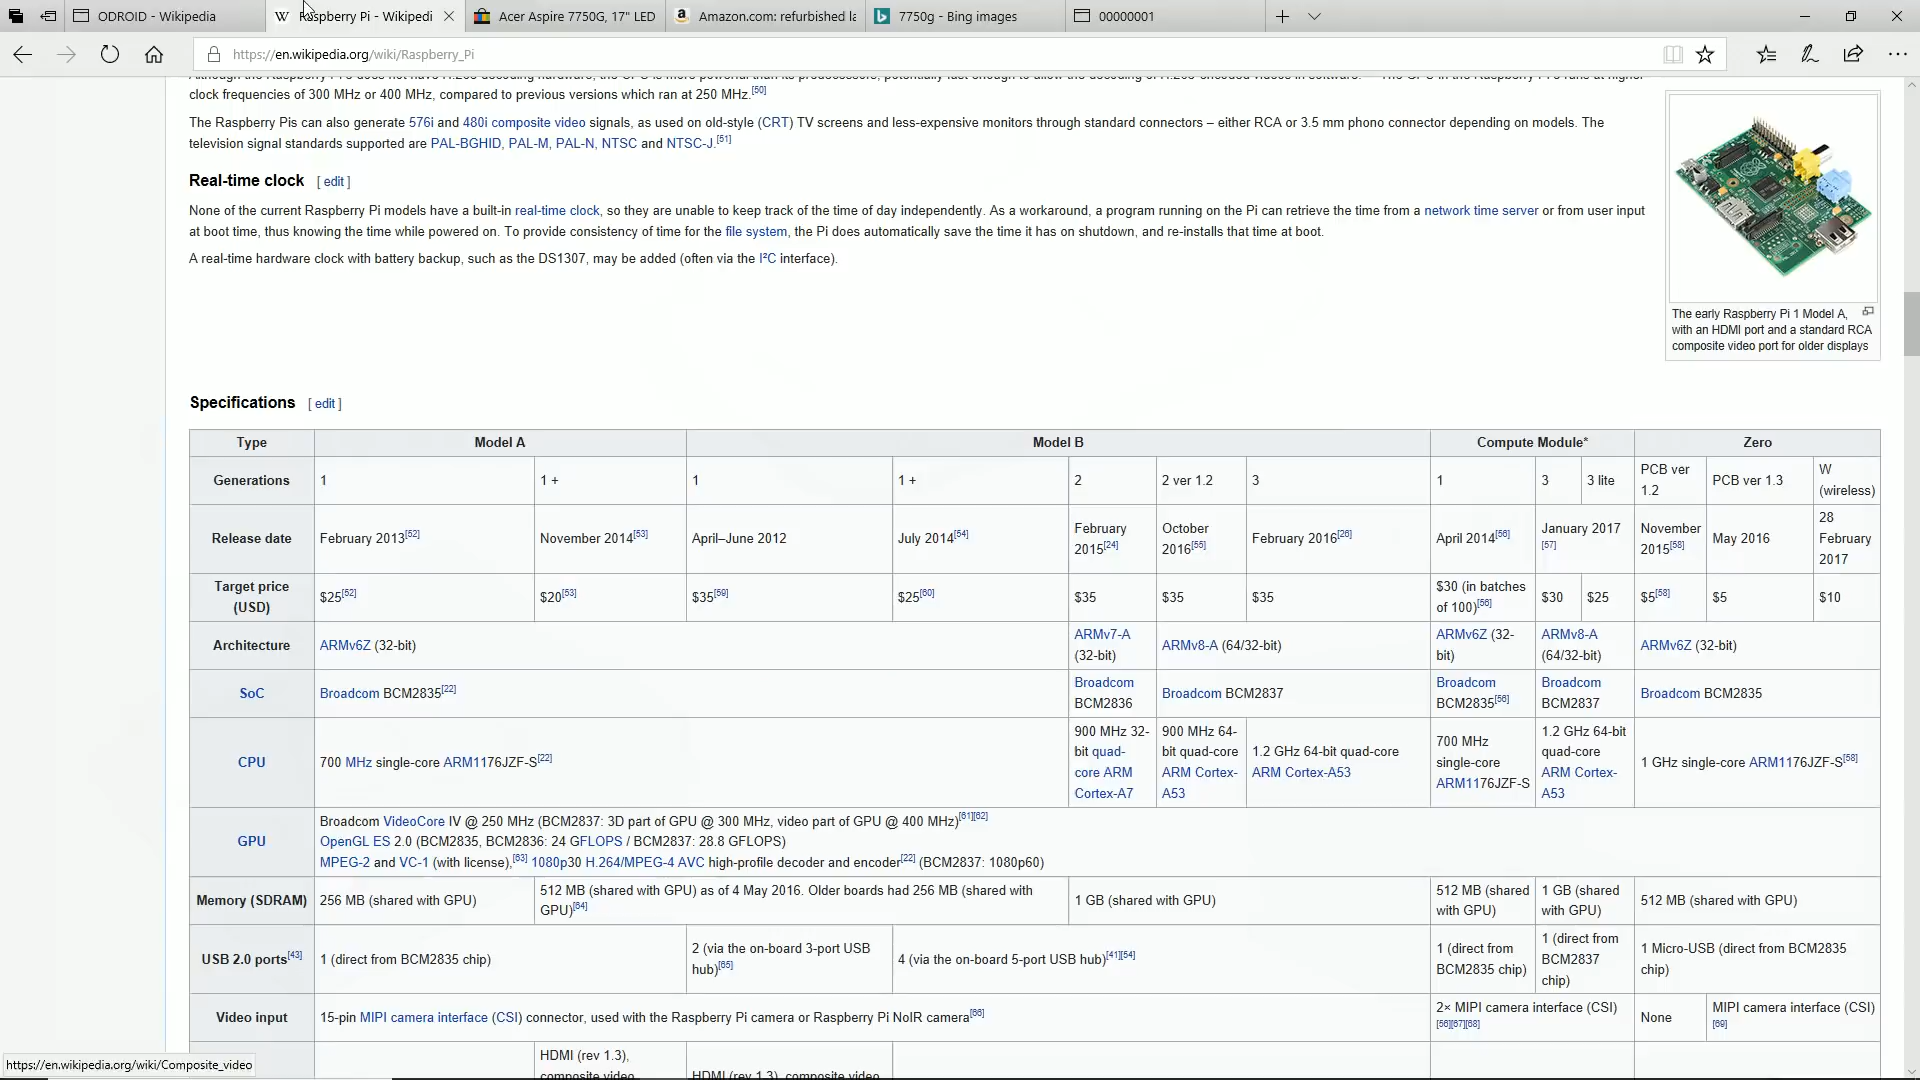 ODROID - Wikipedia
Raspberry Pi - Wikipedi
Acer Aspire 7750G, 17" LED
Amazon.com: refurbished la
7750g - Bing images
00000001
https://en.wikipedia.org/wiki/Raspberry_Pi
clock frequencies of 300 MHz or 400 MHz, compared to previous versions which ran at 250 MHz.[50]
The Raspberry Pis can also generate 576i and 480i composite video signals, as used on old-style (CRT) TV screens and less-expensive monitors through standard connectors – either RCA or 3.5 mm phono connector depending on models. The
television signal standards supported are PAL-BGHID, PAL-M, PAL-N, NTSC and NTSC-J.[51]
The early Raspberry Pi 1 Model A,
with an HDMI port and a standard RCA
composite video port for older displays
Real-time clock [ edit ]
None of the current Raspberry Pi models have a built-in real-time clock, so they are unable to keep track of the time of day independently. As a workaround, a program running on the Pi can retrieve the time from a network time server or from user input
at boot time, thus knowing the time while powered on. To provide consistency of time for the file system, the Pi does automatically save the time it has on shutdown, and re-installs that time at boot.
A real-time hardware clock with battery backup, such as the DS1307, may be added (often via the I²C interface).
Specifications [ edit ]
Type Model A Model B Compute Module* Zero
Generations 1 1 + 1 1 + 2 2 ver 1.2 3 1 3 3 lite PCB ver 1.2 PCB ver 1.3 W (wireless)
Release date February 2013[52] November 2014[53] April–June 2012 July 2014[54] February 2015[24] October 2016[55] February 2016[26] April 2014[56] January 2017 [57] November 2015[58] May 2016 28 February 2017
Target price (USD) $25[52] $20[53] $35[59] $25[60] $35 $35 $35 $30 (in batches of 100)[56] $30 $25 $5[58] $5 $10
Architecture ARMv6Z (32-bit) ARMv7-A (32-bit) ARMv8-A (64/32-bit) ARMv6Z (32-bit) ARMv8-A (64/32-bit) ARMv6Z (32-bit)
SoC Broadcom BCM2835[22] Broadcom BCM2836 Broadcom BCM2837 Broadcom BCM2835[56] Broadcom BCM2837 Broadcom BCM2835
CPU 700 MHz single-core ARM1176JZF-S[22] 900 MHz 32-bit quad-core ARM Cortex-A7 900 MHz 64-bit quad-core ARM Cortex-A53 1.2 GHz 64-bit quad-core ARM Cortex-A53 700 MHz single-core ARM1176JZF-S 1.2 GHz 64-bit quad-core ARM Cortex-A53 1 GHz single-core ARM1176JZF-S[58]
GPU Broadcom VideoCore IV @ 250 MHz (BCM2837: 3D part of GPU @ 300 MHz, video part of GPU @ 400 MHz)[61][62]
OpenGL ES 2.0 (BCM2835, BCM2836: 24 GFLOPS / BCM2837: 28.8 GFLOPS)
MPEG-2 and VC-1 (with license),[63] 1080p30 H.264/MPEG-4 AVC high-profile decoder and encoder[22] (BCM2837: 1080p60)
Memory (SDRAM) 256 MB (shared with GPU) 512 MB (shared with GPU) as of 4 May 2016. Older boards had 256 MB (shared with GPU)[64] 1 GB (shared with GPU) 512 MB (shared with GPU) 1 GB (shared with GPU) 512 MB (shared with GPU)
USB 2.0 ports[43] 1 (direct from BCM2835 chip) 2 (via the on-board 3-port USB hub)[65] 4 (via the on-board 5-port USB hub)[41][54] 1 (direct from BCM2835 chip) 1 (direct from BCM2837 chip) 1 Micro-USB (direct from BCM2835 chip)
Video input 15-pin MIPI camera interface (CSI) connector, used with the Raspberry Pi camera or Raspberry Pi NoIR camera[66] 2× MIPI camera interface (CSI) [56][67][68] None MIPI camera interface (CSI) [69]
HDMI (rev 1.3),
composite video HDMI (rev 1.3), composite video
https://en.wikipedia.org/wiki/Composite_video